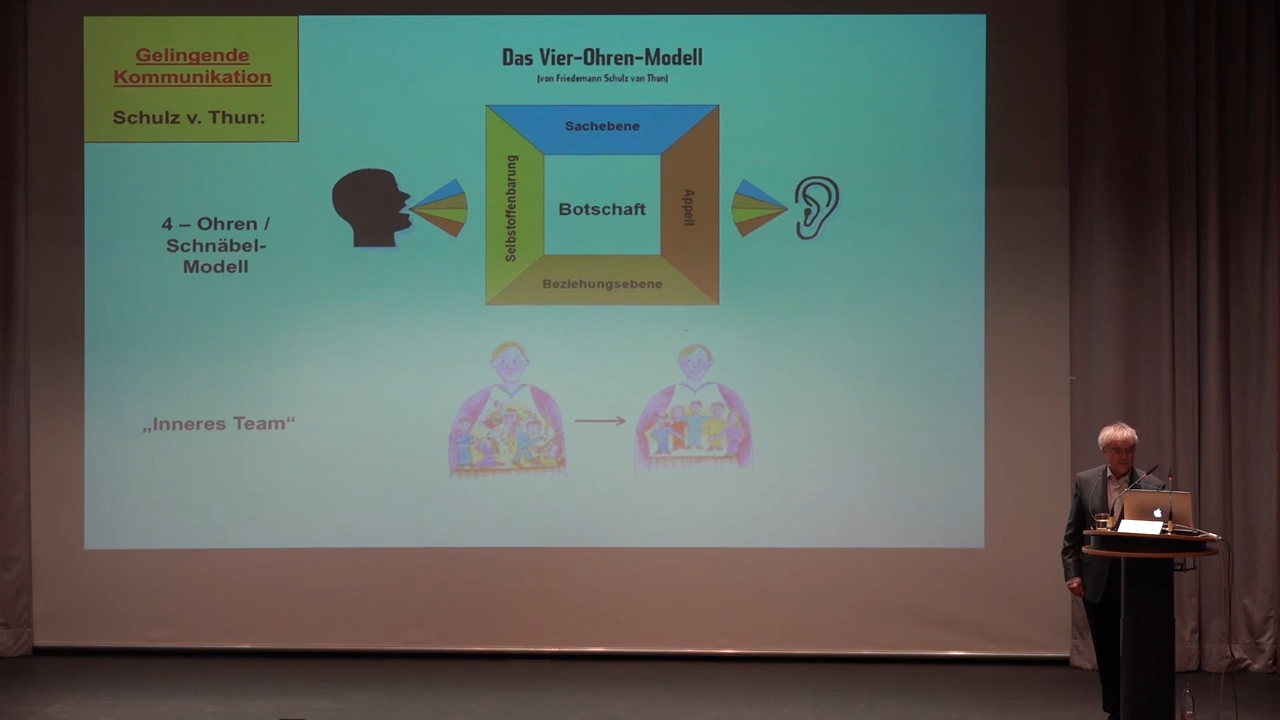 Gelingende
Kommunikation
Schulz v. Thun:
Das Vier-Ohren-Modell
(von Friedemann Schulz von Thun)
Sachebene
Selbstoffenbarung
Botschaft
Appell
Beziehungsebene
4 – Ohren /
Schnäbel-
Modell
„Inneres Team“